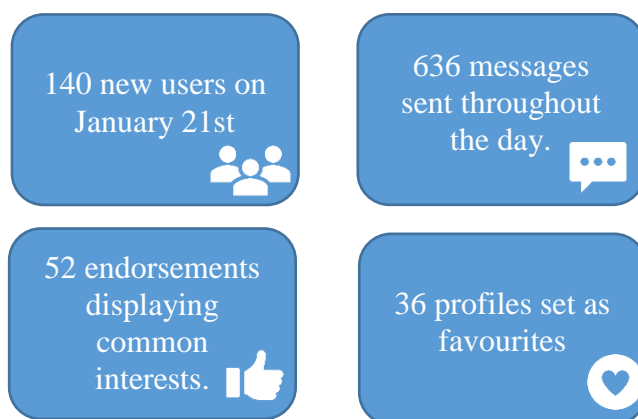 140 new users on
January 21st
636 messages
sent throughout
the day.
52 endorsements
displaying
common
interests.
36 profiles set as
favourites